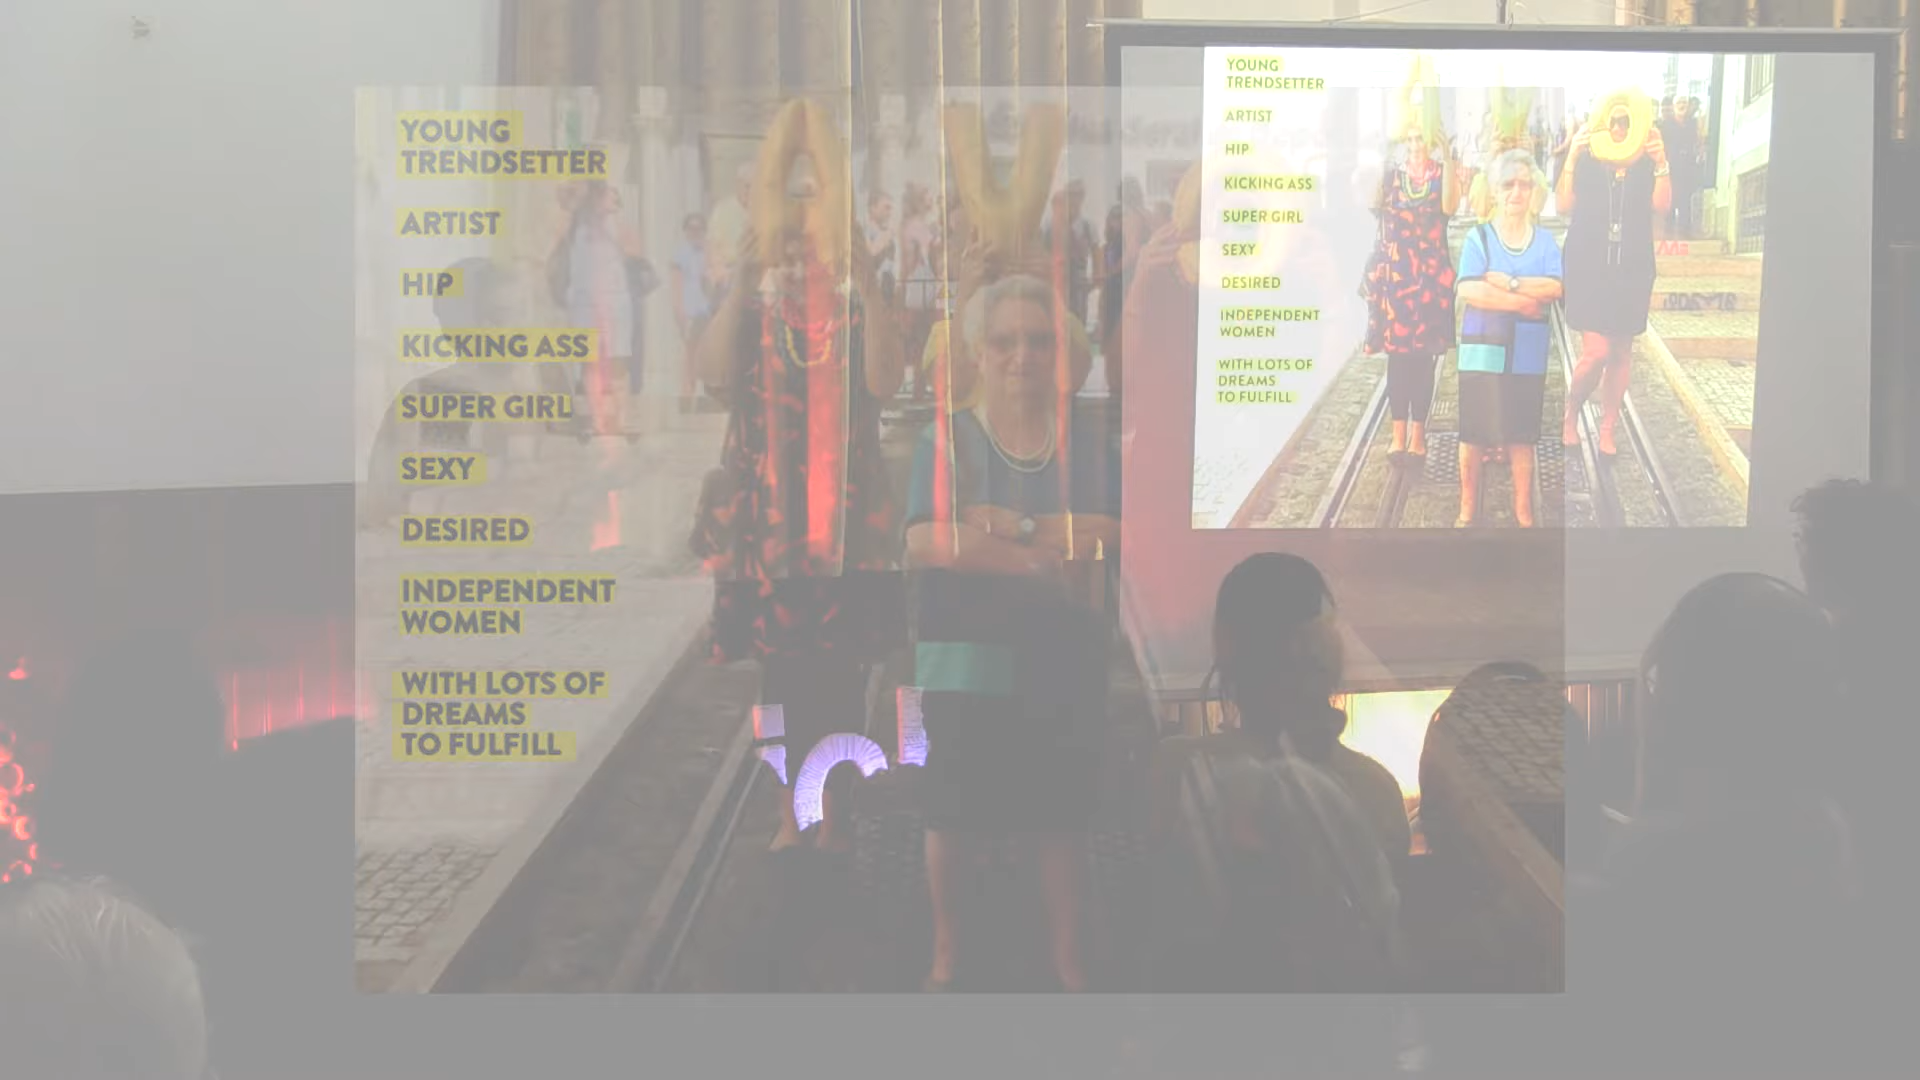 YOUNG
TRENDSETTER
ARTIST
HIP
KICKING ASS
SUPER GIRL
SEXY
DESIRED
INDEPENDENT
WOMEN
WITH LOTS OF
DREAMS
TO FULFILL
A V
YOUNG
TRENDSETTER
ARTIST
HIP
KICKING ASS
SUPER GIRL
SEXY
DESIRED
INDEPENDENT
WOMEN
WITH LOTS OF
DREAMS
TO FULFILL
O